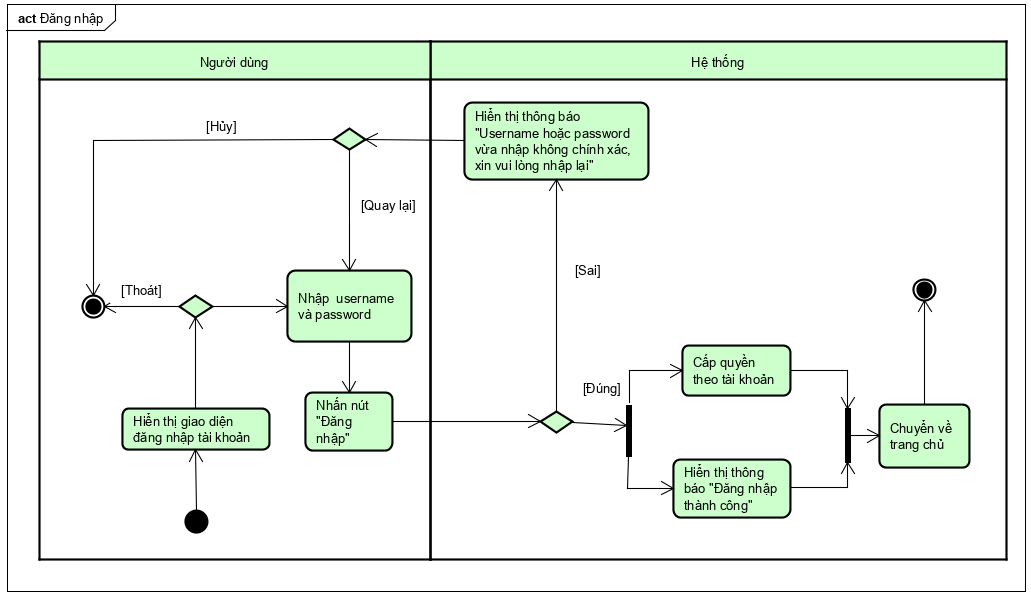 act Đăng nhập
Người dùng
Hệ thống
[Hủy]
Hiển thị thông báo
"Username hoặc password
vừa nhập không chính xác,
xin vui lòng nhập lại"
[Quay lại]
[Sai]
[Thoát]
Nhập username
và password
Cấp quyền
theo tài khoản
[Đúng]
Nhấn nút
"Đăng
nhập"
Hiển thị giao diện
đăng nhập tài khoản
Chuyển về
trang chủ
Hiển thị thông
báo "Đăng nhập
thành công"